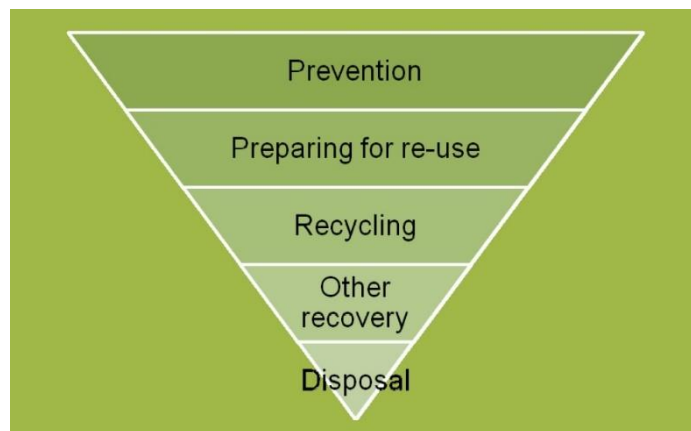 Prevention
Preparing for re-use
Recycling
Other
recovery
Disposal